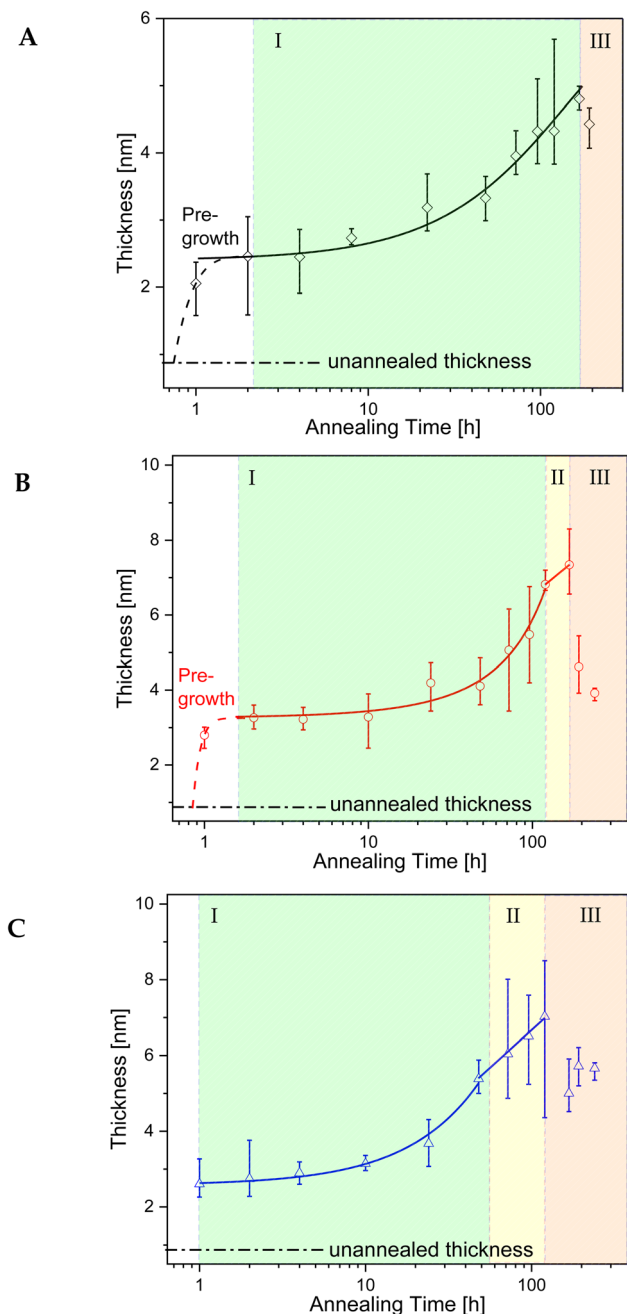 A
I
III
6
4
2
Thickness [nm]
Pre-
growth
unannealed thickness
1
10
100
Annealing Time [h]
B
I
II
III
10
8
6
4
2
Thickness [nm]
Pre-
growth
unannealed thickness
1
10
100
Annealing Time [h]
C
I
II
III
10
8
6
4
2
Thickness [nm]
unannealed thickness
1
10
100
Annealing Time [h]